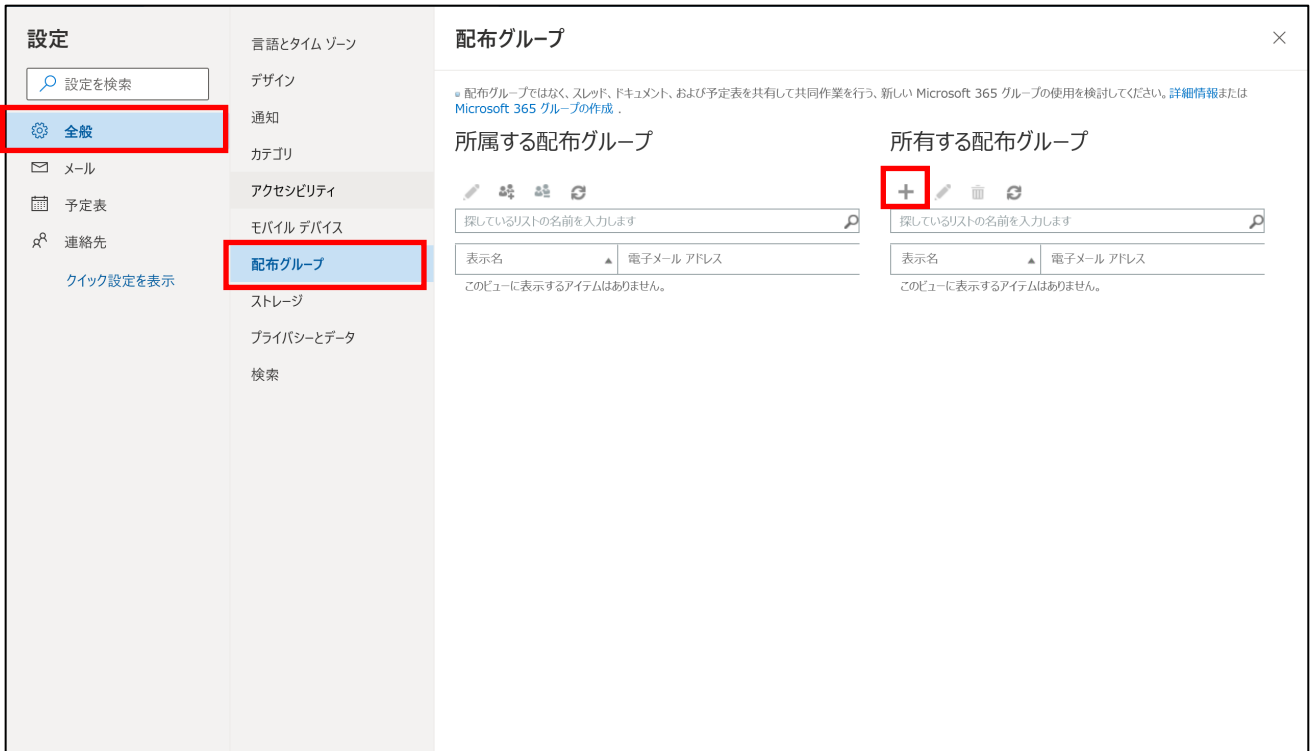 設定
設定を検索
全般
メール
予定表
連絡先
クイック設定を表示
言語とタイム ゾーン
デザイン
通知
カテゴリ
アクセシビリティ
モバイル デバイス
配布グループ
ストレージ
プライバシーとデータ
検索
配布グループ
配布グループではなく、スレッド、ドキュメント、および予定表を共有して共同作業を行う、新しい Microsoft 365 グループの使用を検討してください。詳細情報または
Microsoft 365 グループの作成 .
所属する配布グループ
探しているリストの名前を入力します
表示名 電子メール アドレス
このビューに表示するアイテムはありません。
所有する配布グループ
探しているリストの名前を入力します
表示名 電子メール アドレス
このビューに表示するアイテムはありません。